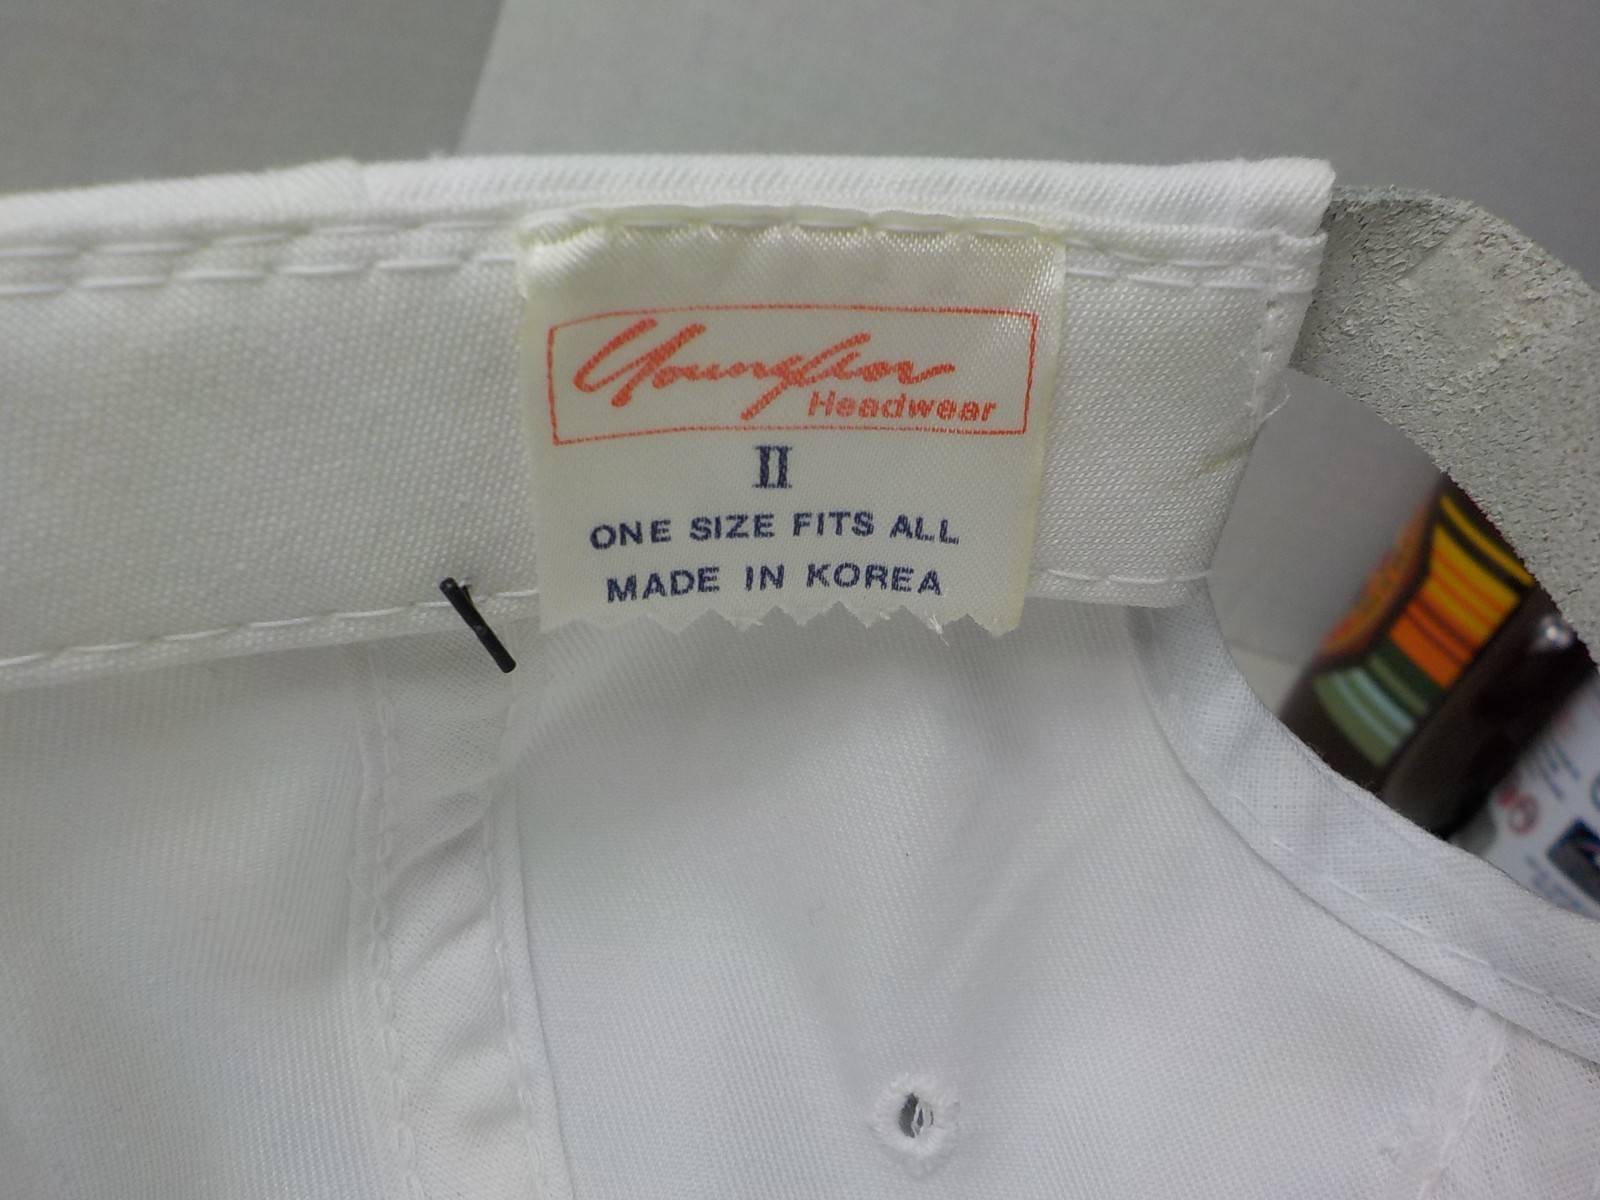 Youngan
Headwear
II
ONE SIZE FITS ALL
MADE IN KOREA